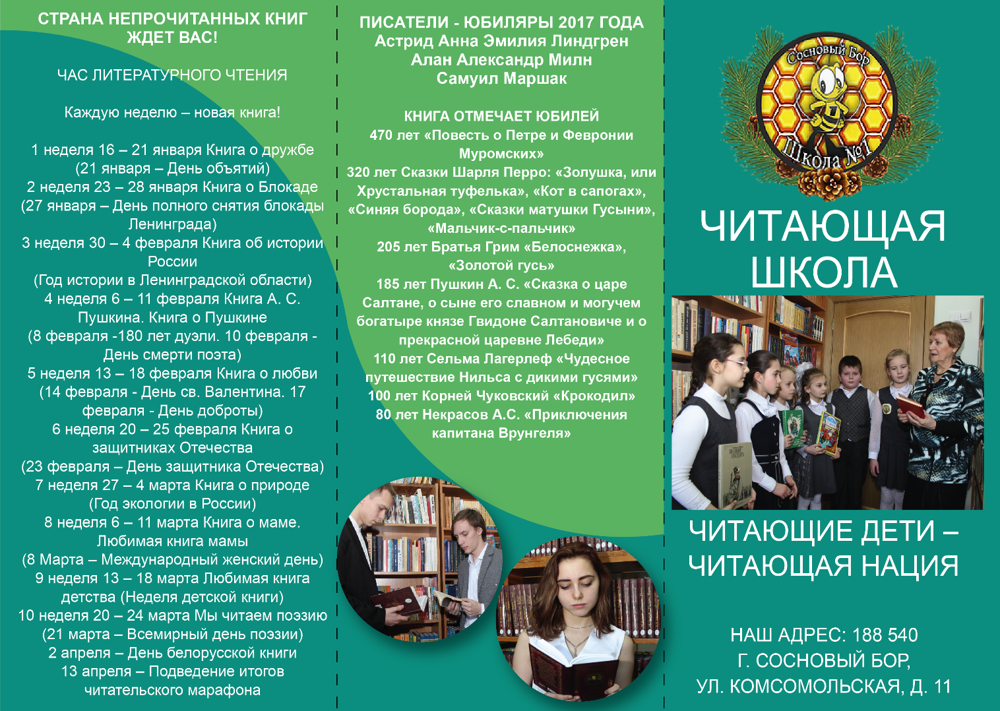 СТРАНА НЕПРОЧИТАННЫХ КНИГ
ЖДЕТ ВАС!
ЧАС ЛИТЕРАТУРНОГО ЧТЕНИЯ
Каждую неделю – новая книга!
1 неделя 16 – 21 января Книга о дружбе
(21 января – День объятий)
2 неделя 23 – 28 января Книга о Блокаде
(27 января – День полного снятия блокады
Ленинграда)
3 неделя 30 – 4 февраля Книга об истории
России
(Год истории в Ленинградской области)
4 неделя 6 – 11 февраля Книга А. С.
Пушкина. Книга о Пушкине
(8 февраля -180 лет дуэли. 10 февраля -
День смерти поэта)
5 неделя 13 – 18 февраля Книга о любви
(14 февраля - День св. Валентина. 17
февраля - День доброты)
6 неделя 20 – 25 февраля Книга о
защитниках Отечества
(23 февраля – День защитника Отечества)
7 неделя 27 – 4 марта Книга о природе
(Год экологии в России)
8 неделя 6 – 11 марта Книга о маме.
Любимая книга мамы
(8 Марта – Международный женский день)
9 неделя 13 – 18 марта Любимая книга
детства (Неделя детской книги)
10 неделя 20 – 24 марта Мы читаем поэзию
(21 марта – Всемирный день поэзии)
2 апреля – День белорусской книги
13 апреля – Подведение итогов
читательского марафона
ПИСАТЕЛИ - ЮБИЛЯРЫ 2017 ГОДА
Астрид Анна Эмилия Линдгрен
Алан Александр Милн
Самуил Маршак
КНИГА ОТМЕЧАЕТ ЮБИЛЕЙ
470 лет «Повесть о Петре и Февронии
Муромских»
320 лет Сказки Шарля Перро: «Золушка, или
Хрустальная туфелька», «Кот в сапогах»,
«Синяя борода», «Сказки матушки Гусыни»,
«Мальчик-с-пальчик»
205 лет Братья Грим «Белоснежка»,
«Золотой гусь»
185 лет Пушкин А. С. «Сказка о царе
Салтане, о сыне его славном и могучем
богатыре князе Гвидоне Салтановиче и о
прекрасной царевне Лебеди»
110 лет Сельма Лагерлеф «Чудесное
путешествие Нильса с дикими гусями»
100 лет Корней Чуковский «Крокодил»
80 лет Некрасов А.С. «Приключения
капитана Врунгеля»
Сосновый Бор
Школа №1
ЧИТАЮЩАЯ
ШКОЛА
ЧИТАЮЩИЕ ДЕТИ –
ЧИТАЮЩАЯ НАЦИЯ
НАШ АДРЕС: 188 540
Г. СОСНОВЫЙ БОР,
УЛ. КОМСОМОЛЬСКАЯ, Д. 11